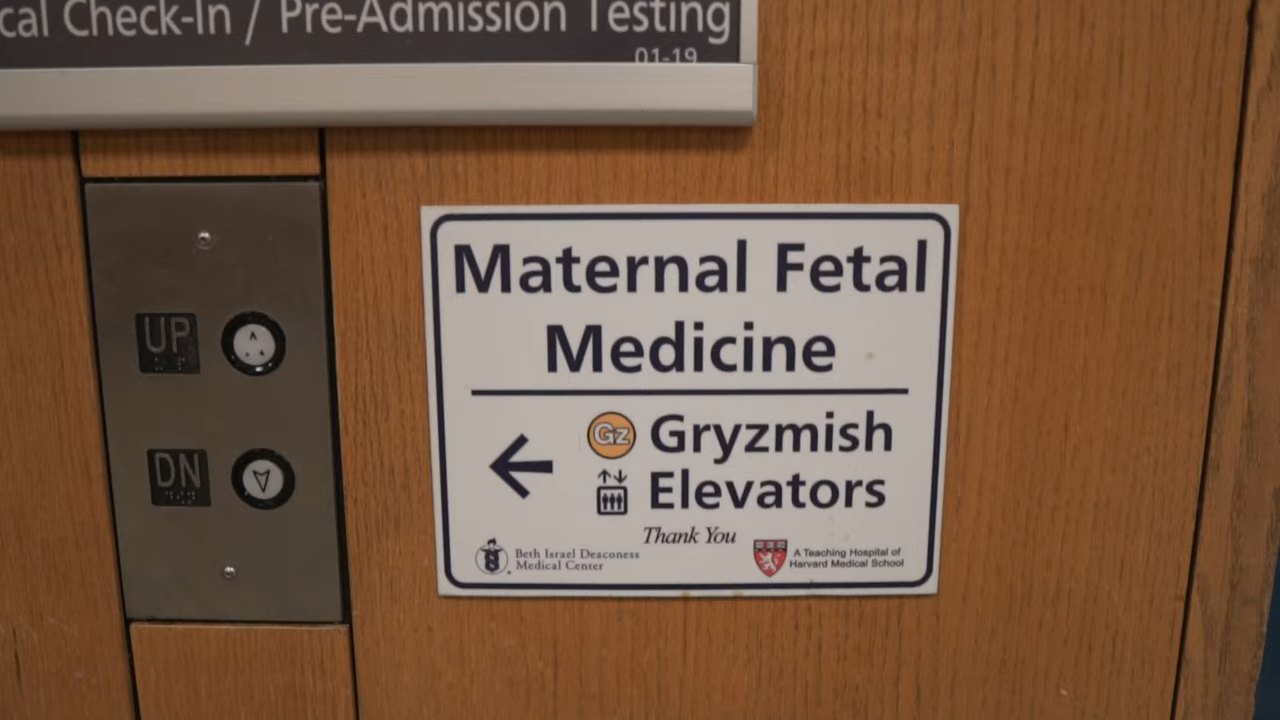 cal Check-In / Pre-Admission Testing
01-19
UP
DN
Maternal Fetal
Medicine
Gz Gryzmish
Elevators
Thank You
Beth Israel Deaconess
Medical Center
A Teaching Hospital of
Harvard Medical School